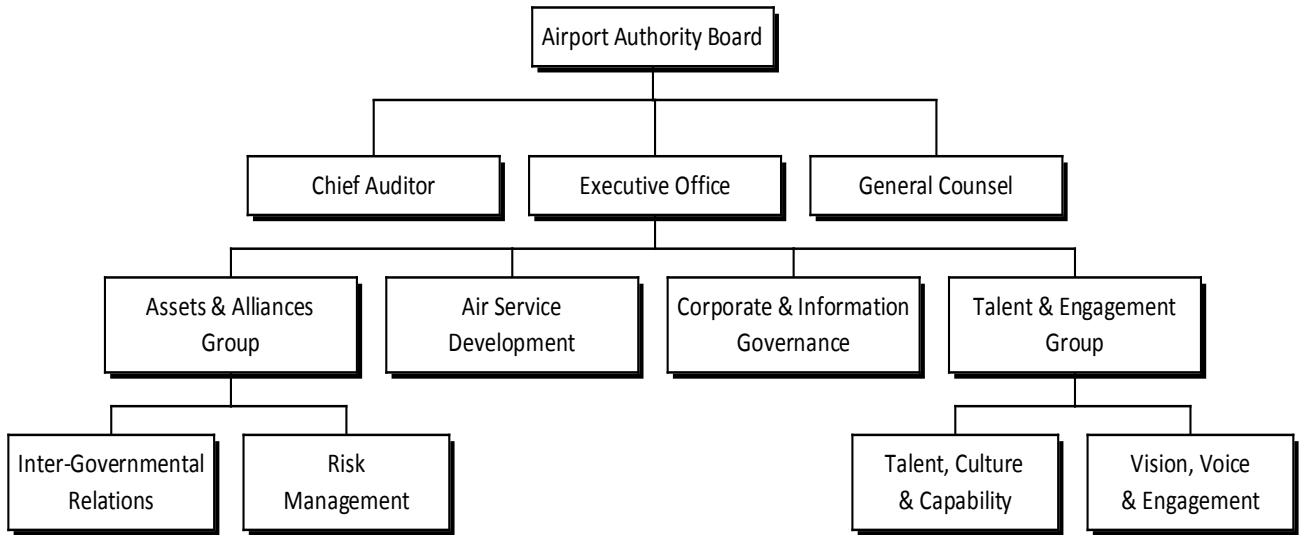 Airport Authority Board
Chief Auditor
Executive Office
General Counsel
Assets & Alliances
Group
Air Service
Development
Corporate & Information
Governance
Talent & Engagement
Group
Inter-Governmental
Relations
Risk
Management
Talent, Culture
& Capability
Vision, Voice
& Engagement